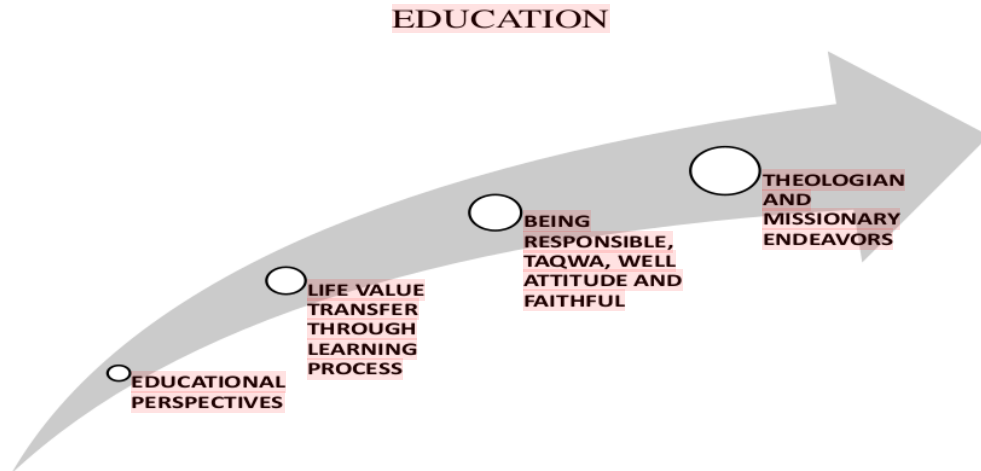 EDUCATION
EDUCATIONAL
PERSPECTIVES
LIFE VALUE
TRANSFER
THROUGH
LEARNING
PROCESS
BEING
RESPONSIBLE,
TAQWA, WELL
ATTITUDE AND
FAITHFUL
THEOLOGIAN
AND
MISSIONARY
ENDEAVORS